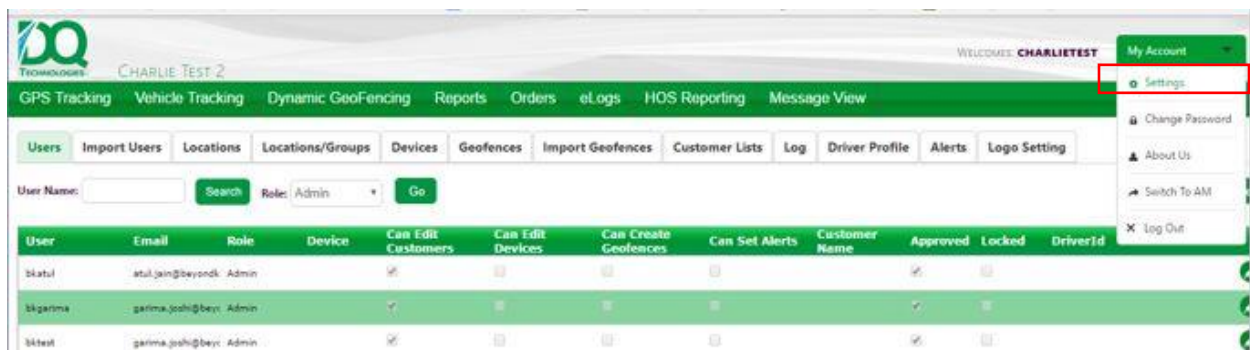 DQ
TECHNOLOGIES
CHARLIE TEST 2
WELCOMES CHARLIETEST
My Account
Settings
Change Password
About Us
Switch To AM
Log Out
GPS Tracking Vehicle Tracking Dynamic GeoFencing Reports Orders eLogs HOS Reporting Message View
Users Import Users Locations Locations/Groups Devices Geofences Import Geofences Customer Lists Log Driver Profile Alerts Logo Setting
User Name: Search Role: Admin Go
User Email Role Device Can Edit Customers Can Edit Devices Can Create Geofences Can Set Alerts Customer Name Approved Locked DriverId
bkatul atul.jain@beyondk Admin
bkgarima garima.joshi@beyc Admin
bktest garima.joshi@beyc Admin